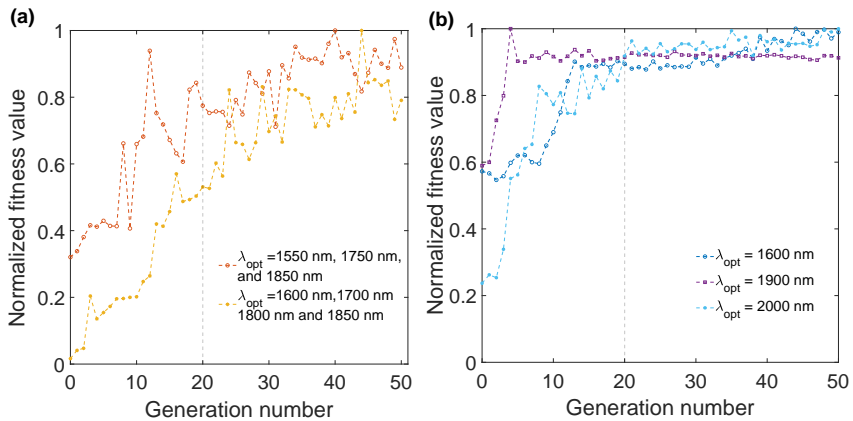 (a)
Normalized fitness value
1
0.8
0.6
0.4
0.2
0
0 10 20 30 40 50
Generation number
λopt =1550 nm, 1750 nm,
and 1850 nm
λopt =1600 nm,1700 nm
1800 nm and 1850 nm
(b)
Normalized fitness value
1
0.8
0.6
0.4
0.2
0
0 10 20 30 40 50
Generation number
λopt = 1600 nm
λopt = 1900 nm
λopt = 2000 nm